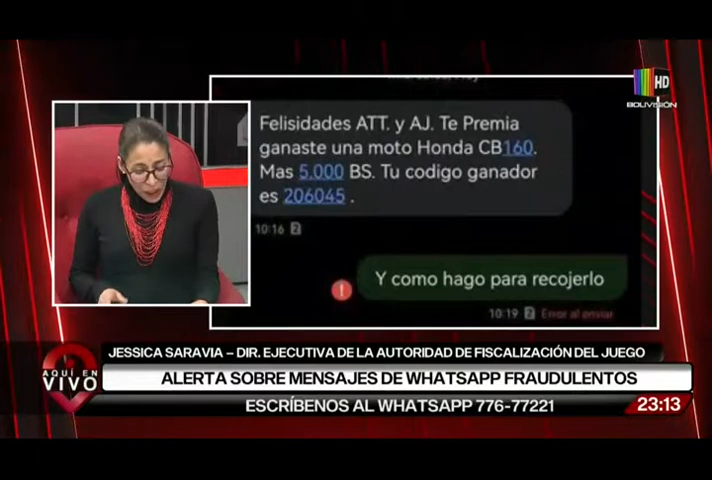 HD
BOLIVISIÓN
Felisidades ATT. y AJ. Te Premia
ganaste una moto Honda CB160.
Mas 5.000 BS. Tu codigo ganador
es 206045 .
10:16 2
Y como hago para recojerlo
10:19 2 Error al enviar
JESSICA SARAVIA – DIR. EJECUTIVA DE LA AUTORIDAD DE FISCALIZACIÓN DEL JUEGO
AQUÍ EN
VIVO
ALERTA SOBRE MENSAJES DE WHATSAPP FRAUDULENTOS
ESCRÍBENOS AL WHATSAPP 776-77221
23:13